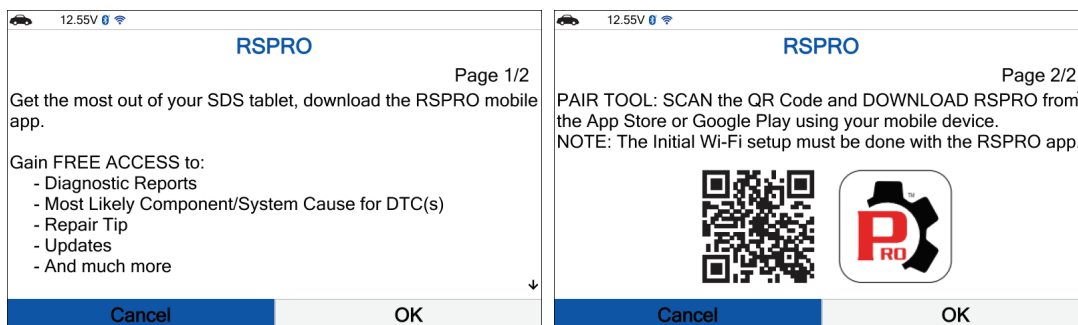 12.55V
RSPRO
Page 1/2
Get the most out of your SDS tablet, download the RSPRO mobile
app.
Gain FREE ACCESS to:
- Diagnostic Reports
- Most Likely Component/System Cause for DTC(s)
- Repair Tip
- Updates
- And much more
Cancel
OK
12.55V
RSPRO
Page 2/2
PAIR TOOL: SCAN the QR Code and DOWNLOAD RSPRO from
the App Store or Google Play using your mobile device.
NOTE: The Initial Wi-Fi setup must be done with the RSPRO app.
PRO
TM
Cancel
OK